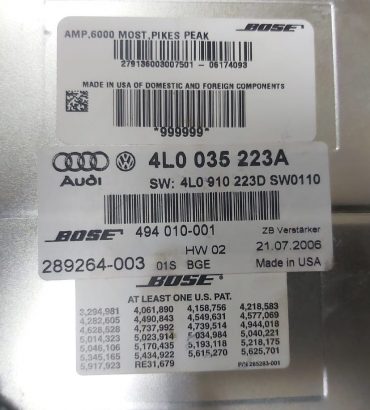 BOSE
AMP,6000 MOST,PIKES PEAK
279136003007501 - 06174093
MADE IN USA OF DOMESTIC AND FOREIGN COMPONENTS
*999999*
Audi
4L0 035 223A
SW: 4L0 910 223D SW0110
BOSE 494 010-001 ZB Verstärker
HW 02 21.07.2006
289264-003 01S BGE Made in USA
BOSE
AT LEAST ONE U.S. PAT.
3,294,981 4,061,890 4,158,756 4,218,583
4,282,605 4,490,843 4,549,631 4,577,069
4,628,528 4,737,992 4,739,514 4,944,018
5,014,323 5,023,914 5,034,984 5,040,221
5,046,106 5,170,435 5,193,118 5,218,175
5,345,165 5,434,922 5,615,270 5,625,701
5,917,923 RE31,679 P/N 285283-001